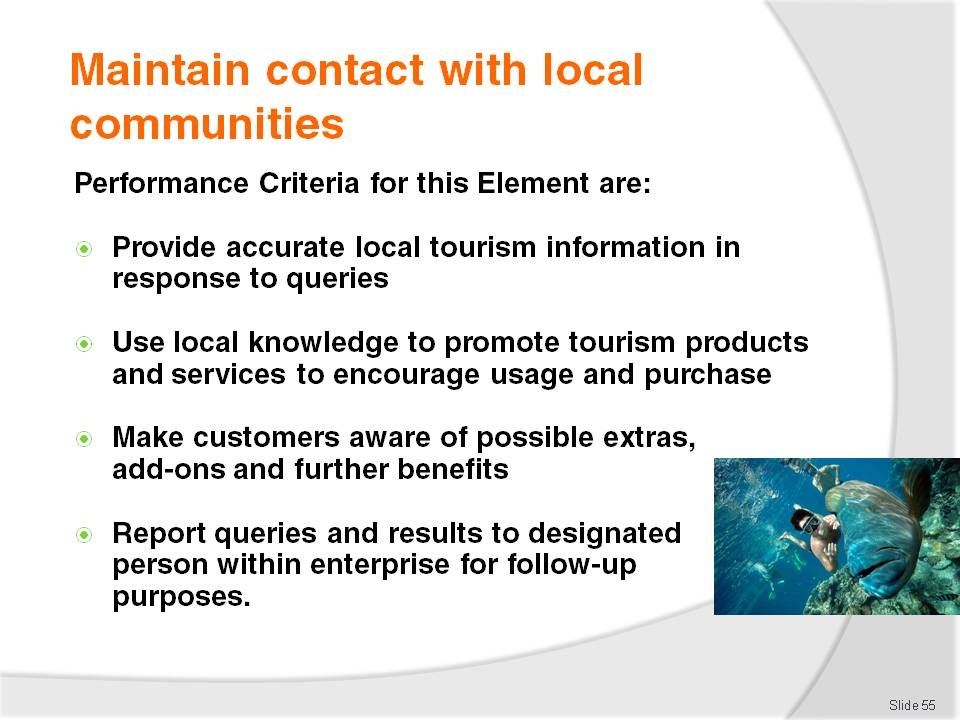 Maintain contact with local
communities
Performance Criteria for this Element are:
Provide accurate local tourism information in
response to queries
Use local knowledge to promote tourism products
and services to encourage usage and purchase
Make customers aware of possible extras,
add-ons and further benefits
Report queries and results to designated
person within enterprise for follow-up
purposes.
Slide 55